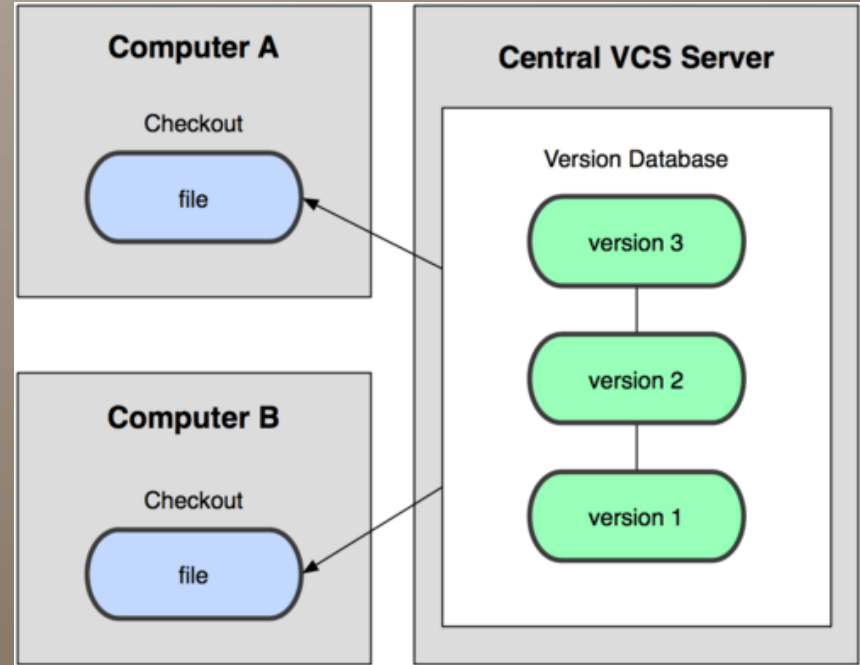 Computer A
Checkout
file
Computer B
Checkout
file
Central VCS Server
Version Database
version 3
version 2
version 1